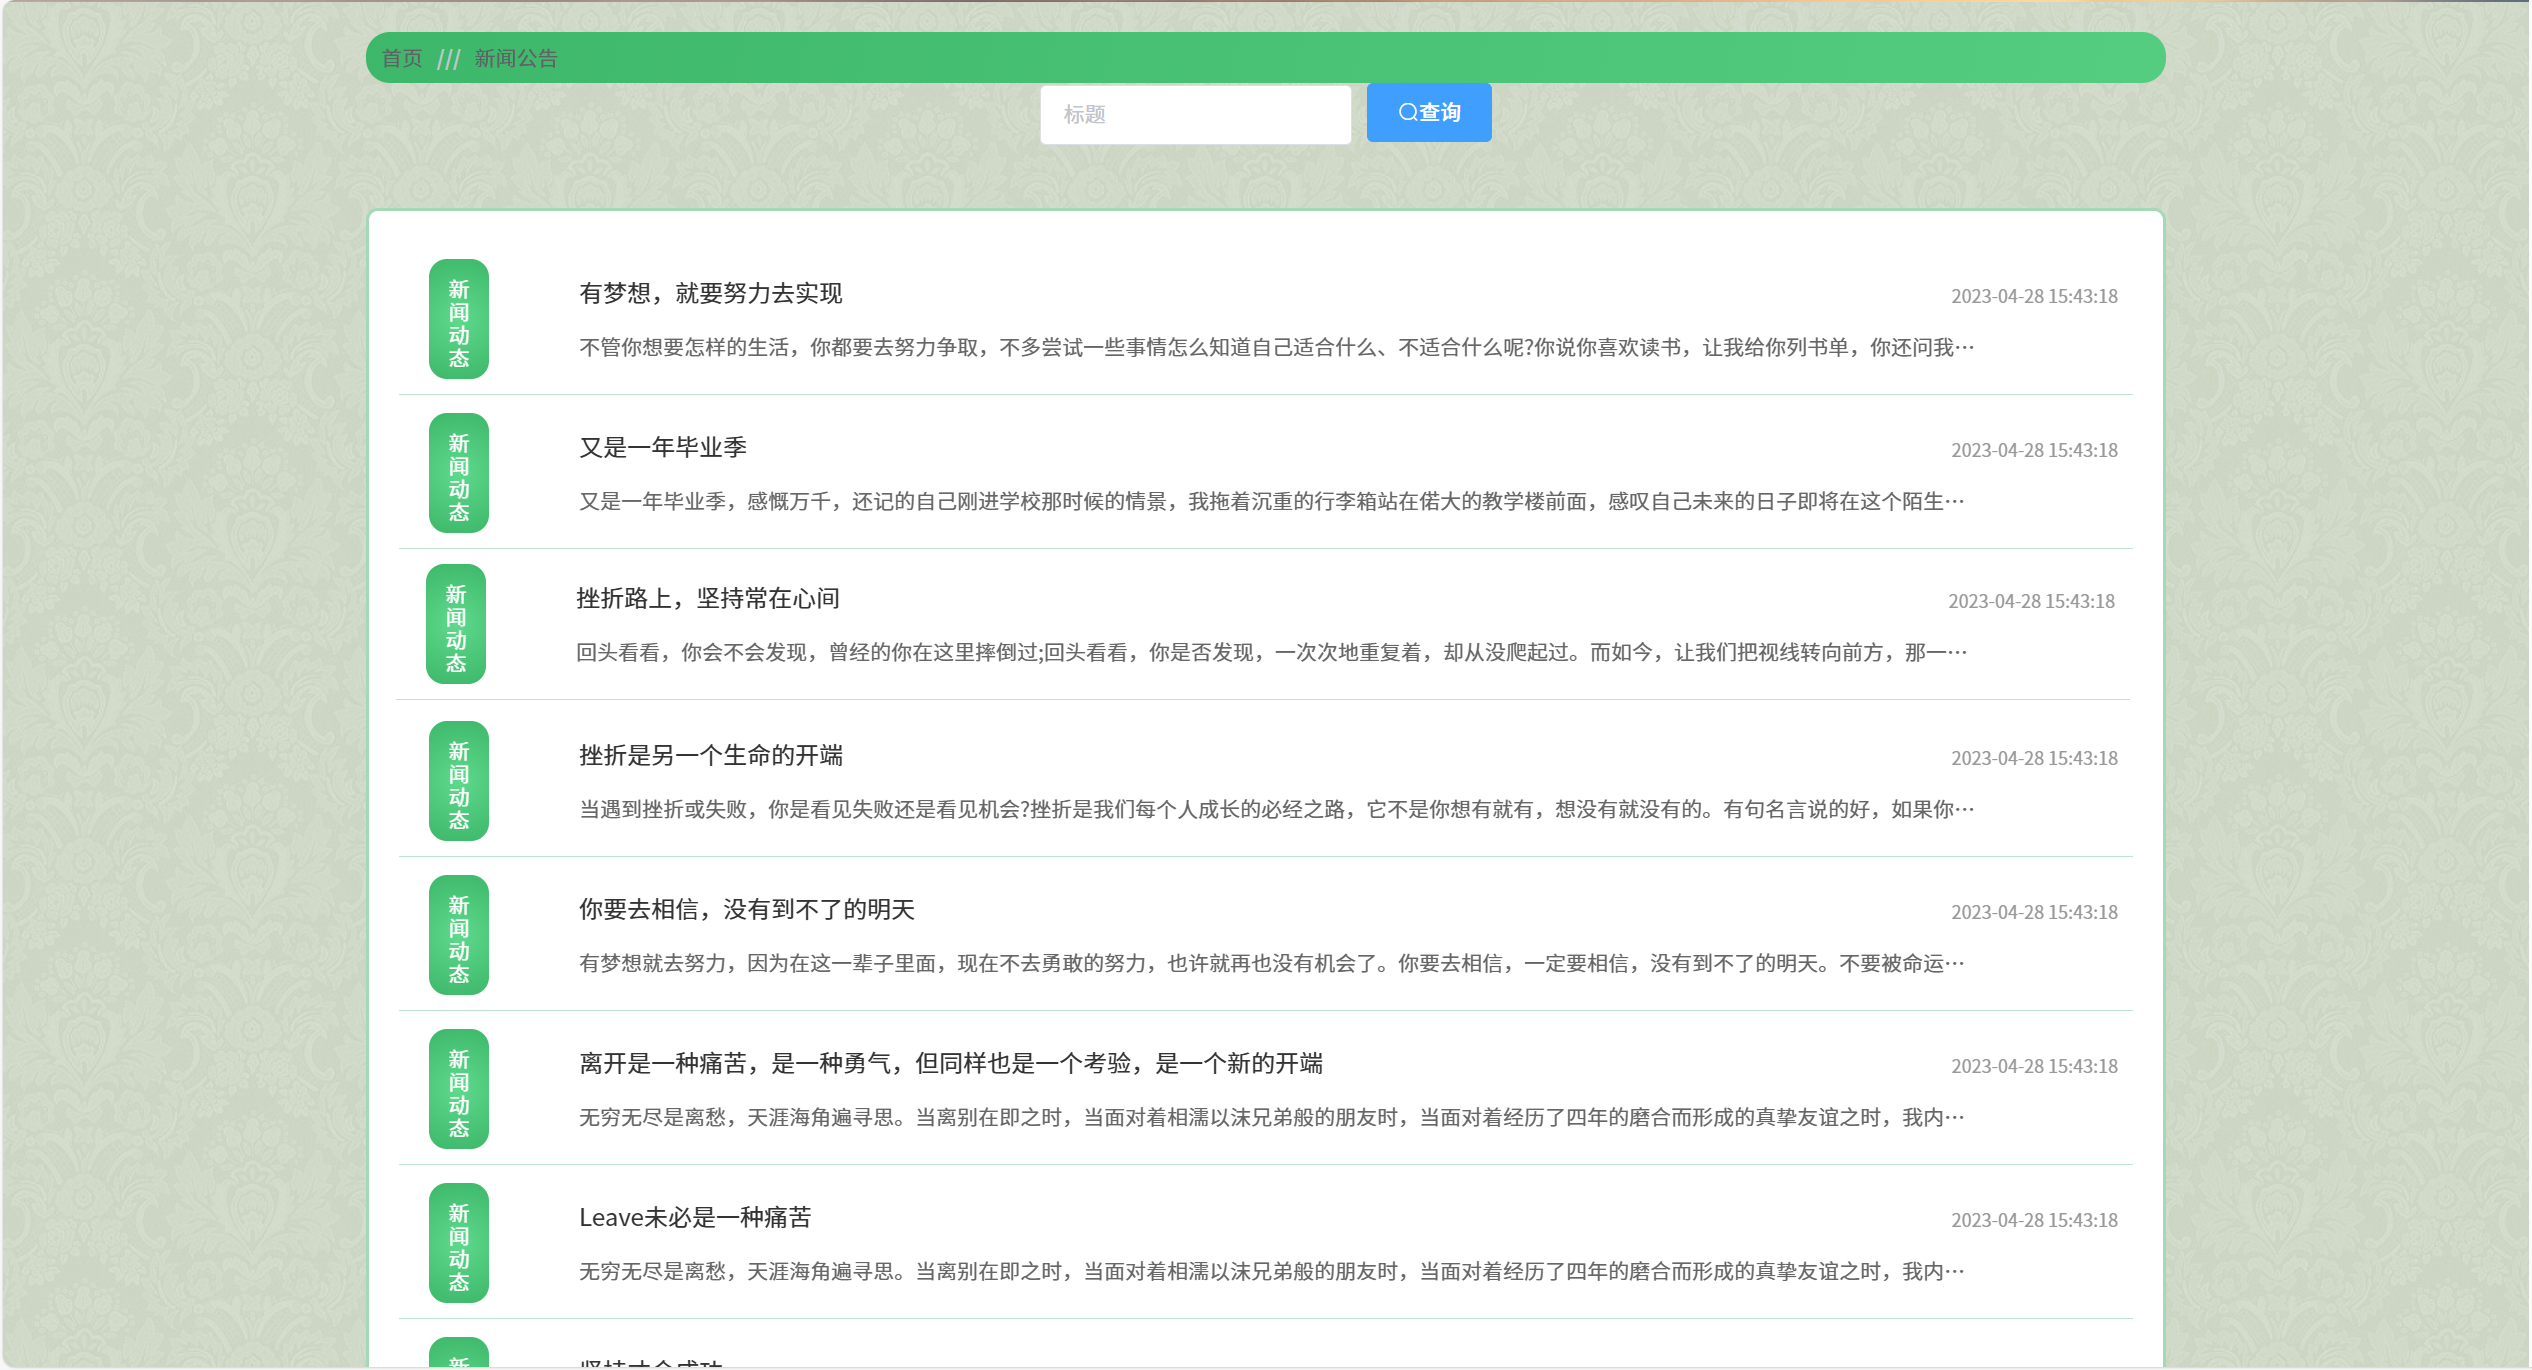 首页 /// 新闻公告
标题
查询
新闻动态
有梦想，就要努力去实现
2023-04-28 15:43:18
不管你想要怎样的生活，你都要去努力争取，不多尝试一些事情怎么知道自己适合什么、不适合什么呢?你说你喜欢读书，让我给你列书单，你还问我…
新闻动态
又是一年毕业季
2023-04-28 15:43:18
又是一年毕业季，感慨万千，还记的自己刚进学校那时候的情景，我拖着沉重的行李箱站在偌大的教学楼前面，感叹自己未来的日子即将在这个陌生…
新闻动态
挫折路上，坚持常在心间
2023-04-28 15:43:18
回头看看，你会不会发现，曾经的你在这里摔倒过;回头看看，你是否发现，一次次地重复着，却从没爬起过。而如今，让我们把视线转向前方，那一…
新闻动态
挫折是另一个生命的开端
2023-04-28 15:43:18
当遇到挫折或失败，你是看见失败还是看见机会?挫折是我们每个人成长的必经之路，它不是你想有就有，想没有就没有的。有句名言说的好，如果你…
新闻动态
你要去相信，没有到不了的明天
2023-04-28 15:43:18
有梦想就去努力，因为在这一辈子里面，现在不去勇敢的努力，也许就再也没有机会了。你要去相信，一定要相信，没有到不了的明天。不要被命运…
新闻动态
离开是一种痛苦，是一种勇气，但同样也是一个考验，是一个新的开端
2023-04-28 15:43:18
无穷无尽是离愁，天涯海角遍寻思。当离别在即之时，当面对着相濡以沫兄弟般的朋友时，当面对着经历了四年的磨合而形成的真挚友谊之时，我内…
新闻动态
Leave未必是一种痛苦
2023-04-28 15:43:18
无穷无尽是离愁，天涯海角遍寻思。当离别在即之时，当面对着相濡以沫兄弟般的朋友时，当面对着经历了四年的磨合而形成的真挚友谊之时，我内…
新
坚持才会成功